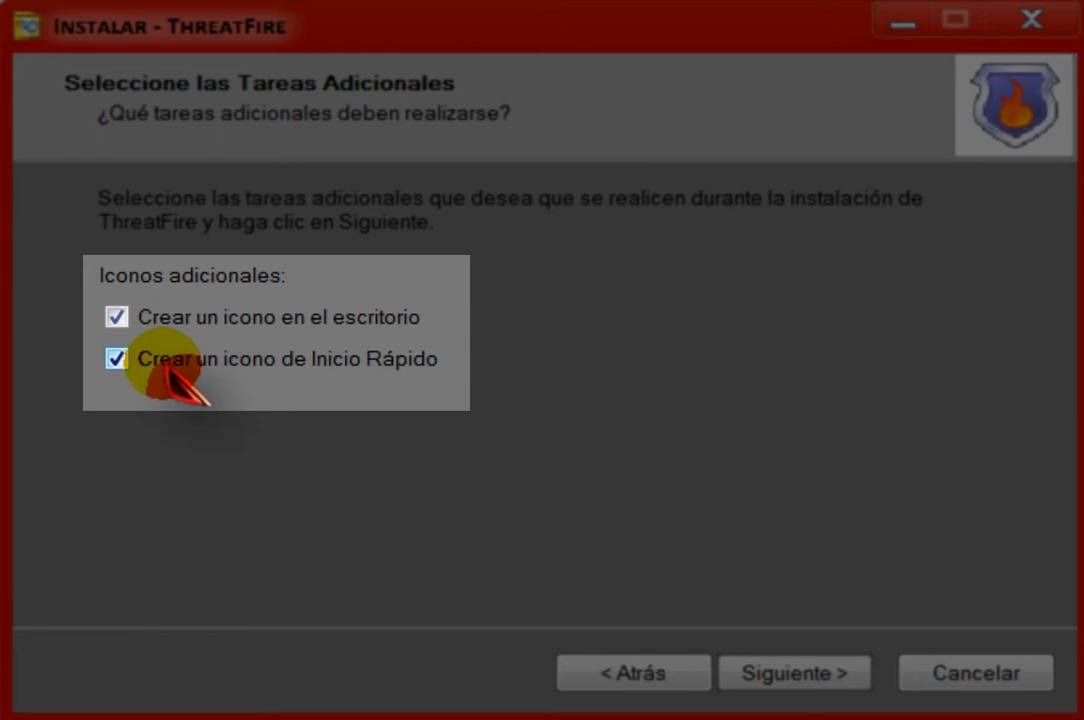 INSTALAR - THREATFIRE
Seleccione las Tareas Adicionales
¿Qué tareas adicionales deben realizarse?
Seleccione las tareas adicionales que desea que se realicen durante la instalación de
ThreatFire y haga clic en Siguiente.
Iconos adicionales:
Crear un icono en el escritorio
Crear un icono de Inicio Rápido
< Atrás
Siguiente >
Cancelar